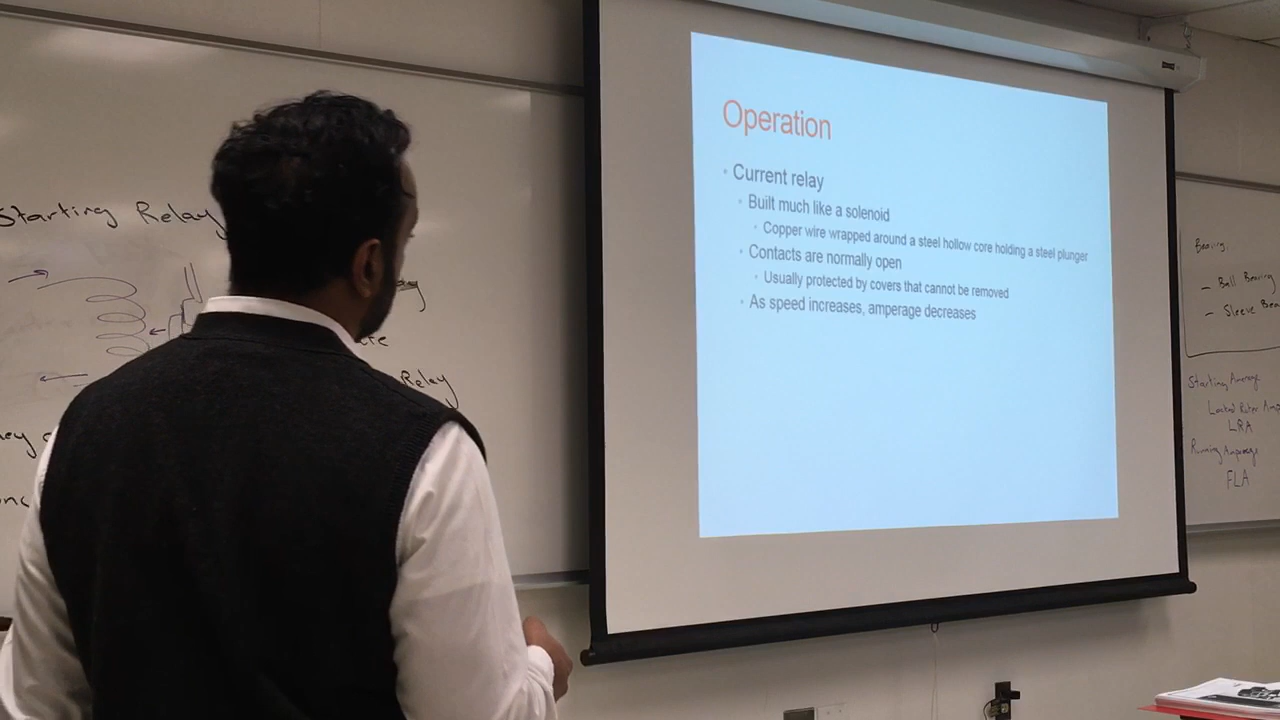 Starting Relay
Relay
Operation
• Current relay
• Built much like a solenoid
• Copper wire wrapped around a steel hollow core holding a steel plunger
• Contacts are normally open
• Usually protected by covers that cannot be removed
• As speed increases, amperage decreases
Bearing:
– Ball Bearing
– Sleeve
Starting Amperage
Locked Roter
LRA
Running Amperage
FLA